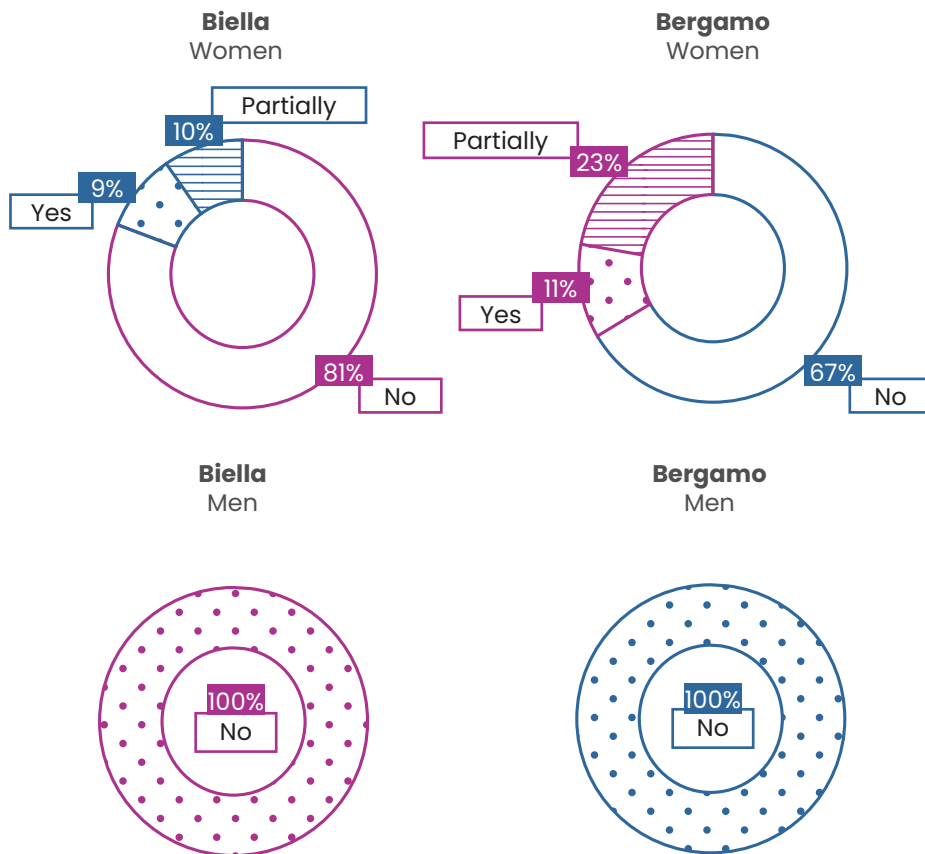 Biella
Women
Partially
10%
9%
Yes
81%
No
Bergamo
Women
Partially
23%
11%
Yes
67%
No
Biella
Men
100%
No
Bergamo
Men
100%
No